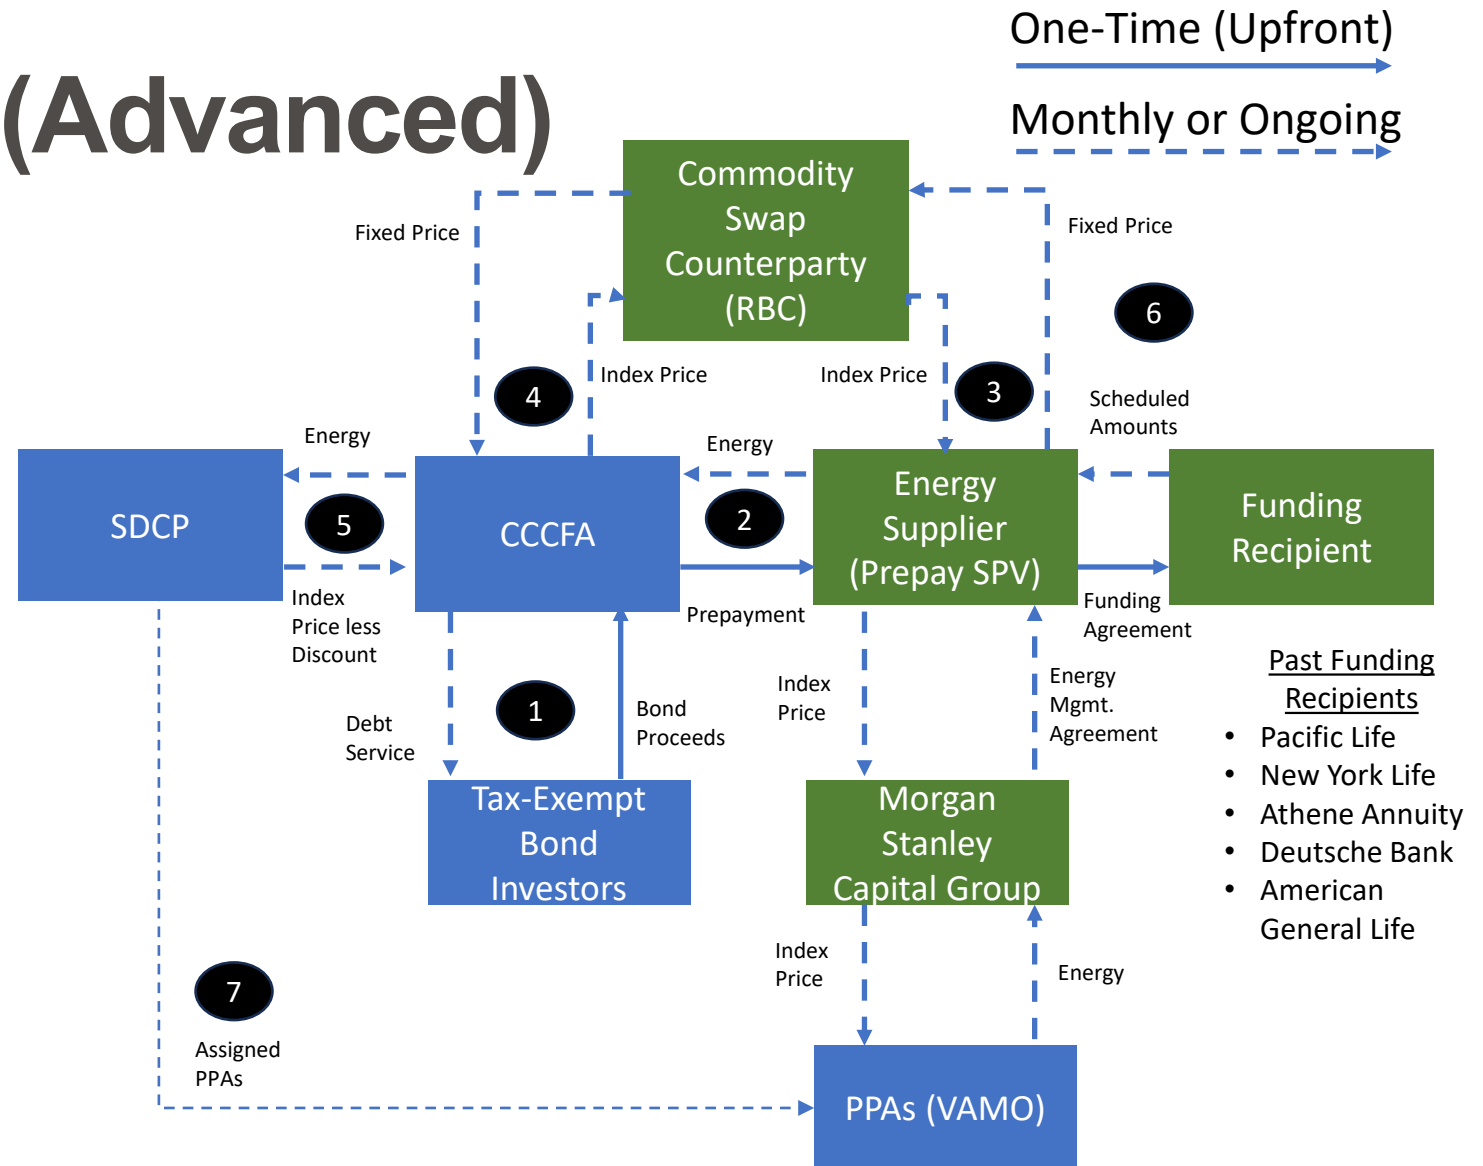 One-Time (Upfront)
(Advanced)
Monthly or Ongoing
Commodity
Swap
Counterparty
(RBC)
Fixed Price
Fixed Price
6
Index Price
Index Price
4
3
Scheduled
Amounts
Energy
Energy
SDCP
5
CCCFA
2
Energy
Supplier
(Prepay SPV)
Funding
Recipient
Index
Price less
Discount
Prepayment
Funding
Agreement
Debt
Service
1
Bond
Proceeds
Index
Price
Energy
Mgmt.
Agreement
Past Funding
Recipients
• Pacific Life
• New York Life
• Athene Annuity
• Deutsche Bank
• American
General Life
Tax-Exempt
Bond
Investors
Morgan
Stanley
Capital Group
Index
Price
Energy
7
Assigned
PPAs
PPAs (VAMO)